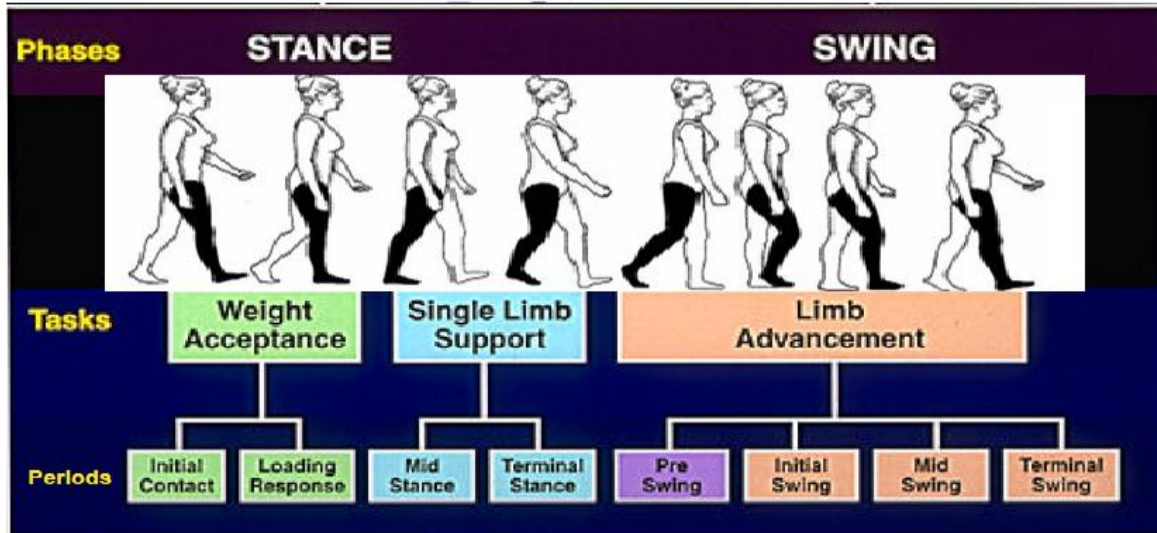 Phases STANCE SWING
Tasks
Weight
Acceptance
Single Limb
Support
Limb
Advancement
Periods
Initial
Contact
Loading
Response
Mid
Stance
Terminal
Stance
Pre
Swing
Initial
Swing
Mid
Swing
Terminal
Swing